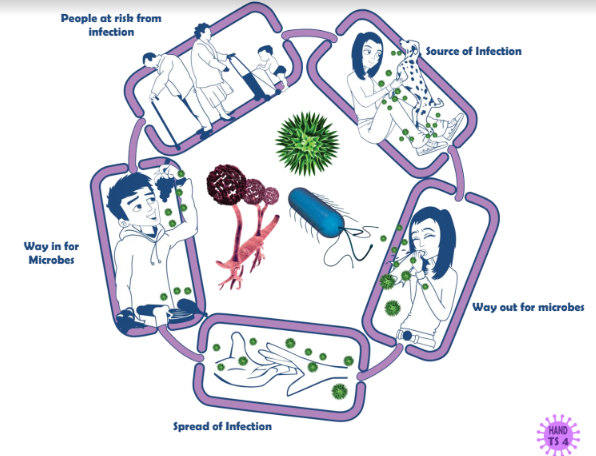 People at risk from
infection
Source of Infection
Way in for
Microbes
Way out for microbes
Spread of Infection
HAND
TS 4